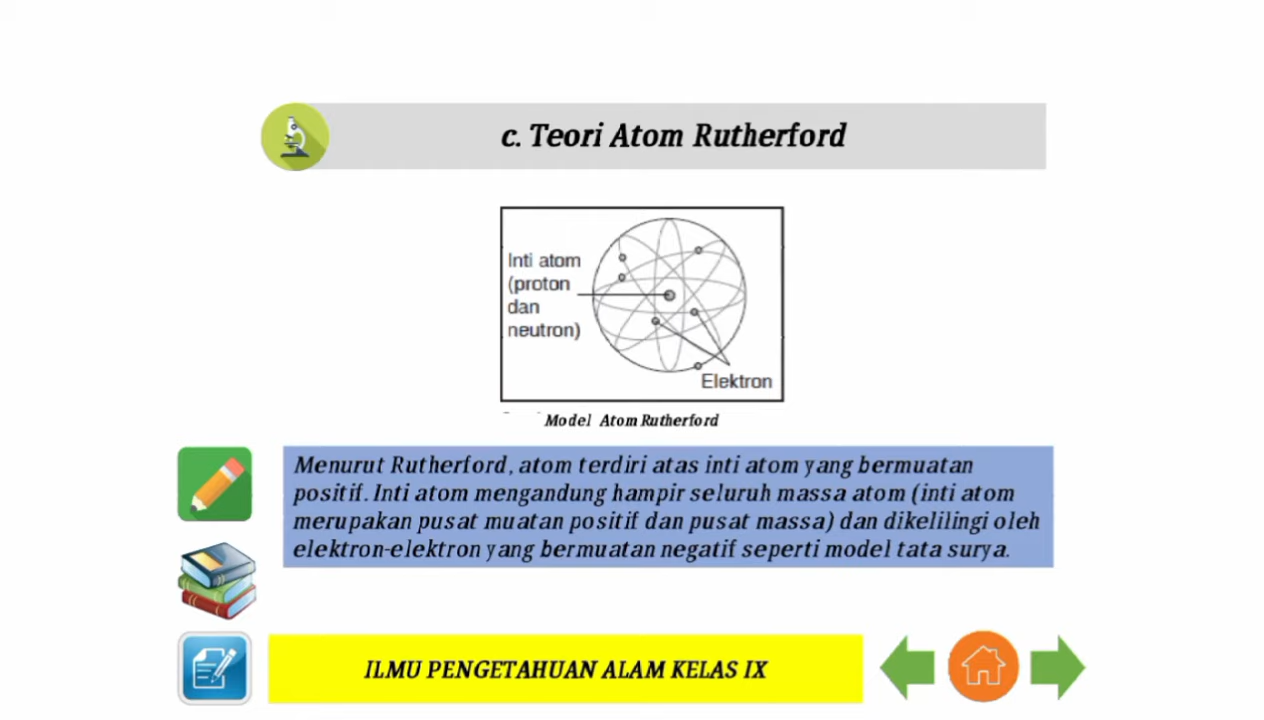 c. Teori Atom Rutherford
Inti atom
(proton
dan
neutron)
Elektron
Model Atom Rutherford
Menurut Rutherford, atom terdiri atas inti atom yang bermuatan
positif. Inti atom mengandung hampir seluruh massa atom (inti atom
merupakan pusat muatan positif dan pusat massa) dan dikelilingi oleh
elektron-elektron yang bermuatan negatif seperti model tata surya.
ILMU PENGETAHUAN ALAM KELAS IX